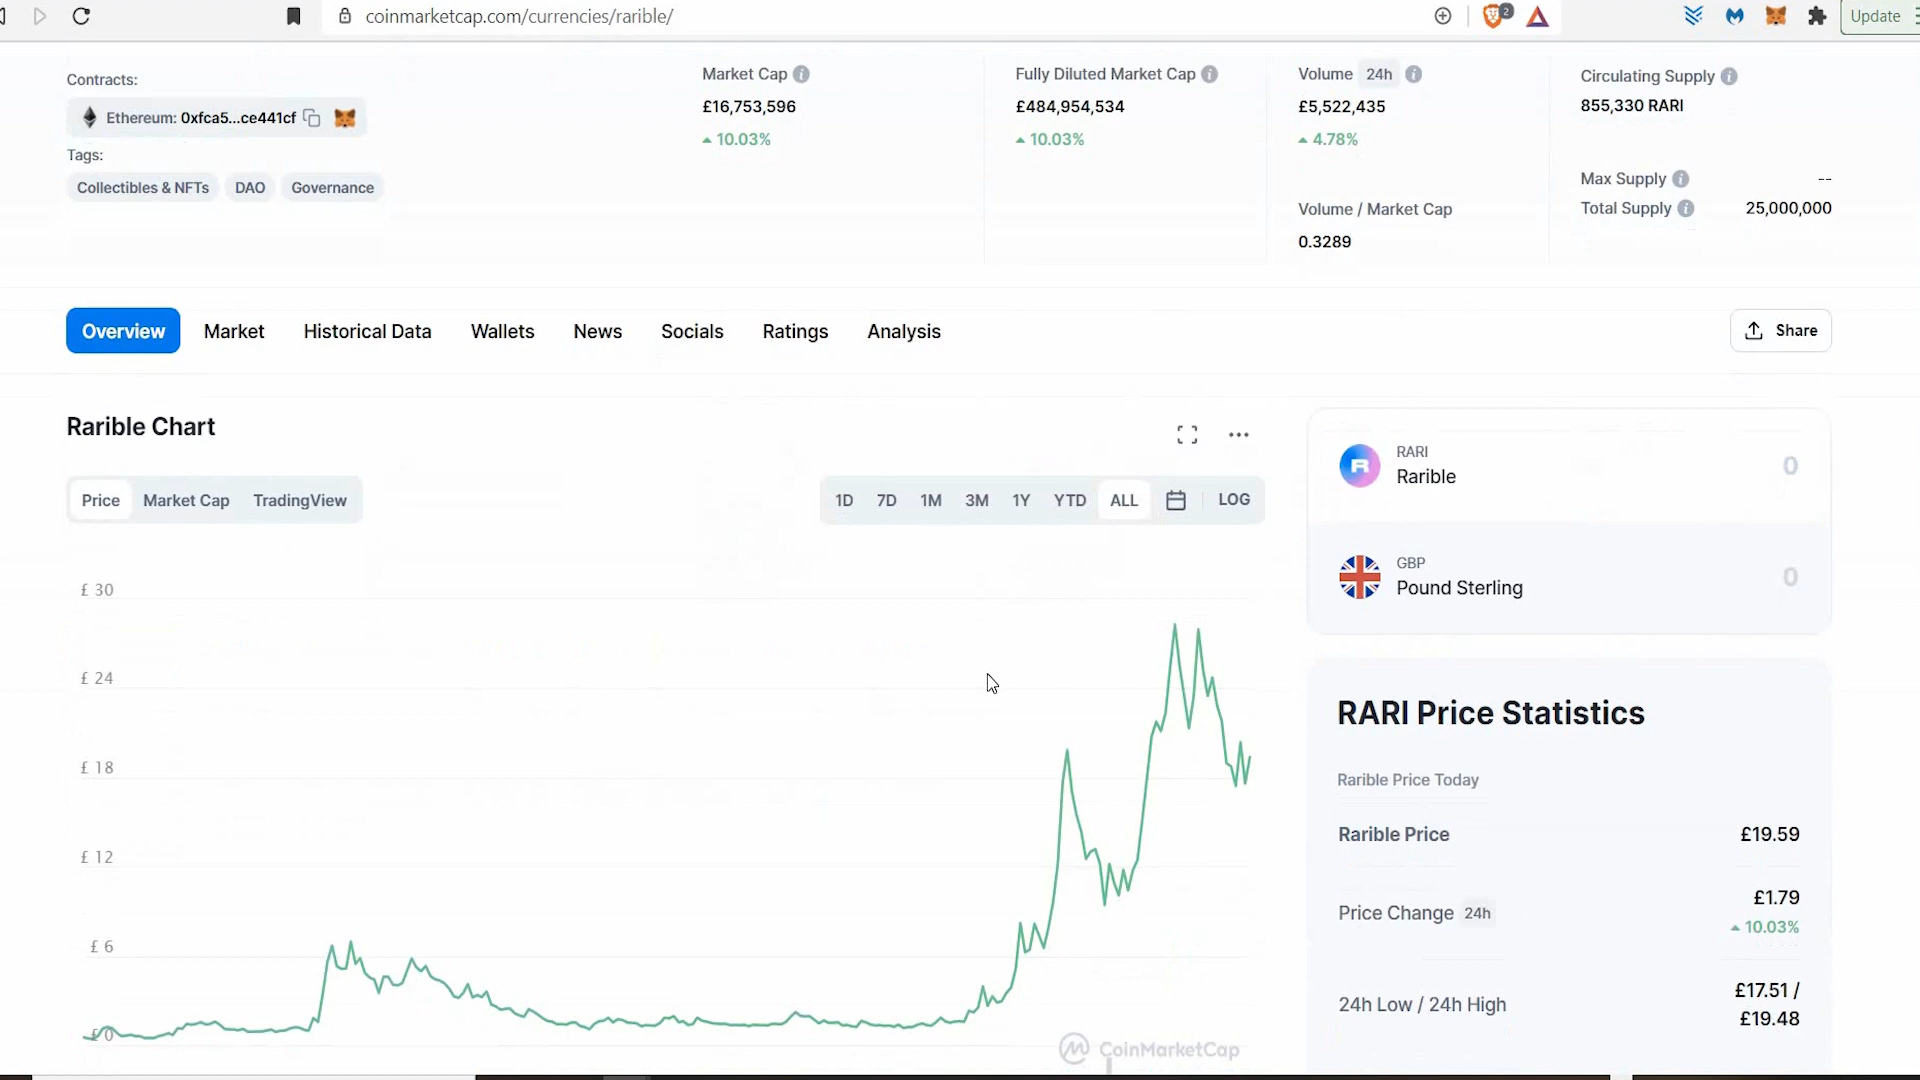 coinmarketcap.com/currencies/rarible/
2
Update
Contracts:
Ethereum: 0xfca5...ce441cf
Tags:
Collectibles & NFTs DAO Governance
Market Cap
£16,753,596
10.03%
Fully Diluted Market Cap
£484,954,534
10.03%
Volume 24h
£5,522,435
4.78%
Volume / Market Cap
0.3289
Circulating Supply
855,330 RARI
Max Supply --
Total Supply 25,000,000
Overview Market Historical Data Wallets News Socials Ratings Analysis
Share
Rarible Chart
Price Market Cap TradingView
1D 7D 1M 3M 1Y YTD ALL LOG
£ 30
£ 24
£ 18
£ 12
£ 6
£ 0
CoinMarketCap
RARI
Rarible 0
GBP
Pound Sterling 0
RARI Price Statistics
Rarible Price Today
Rarible Price £19.59
Price Change 24h £1.79
10.03%
24h Low / 24h High £17.51 /
£19.48